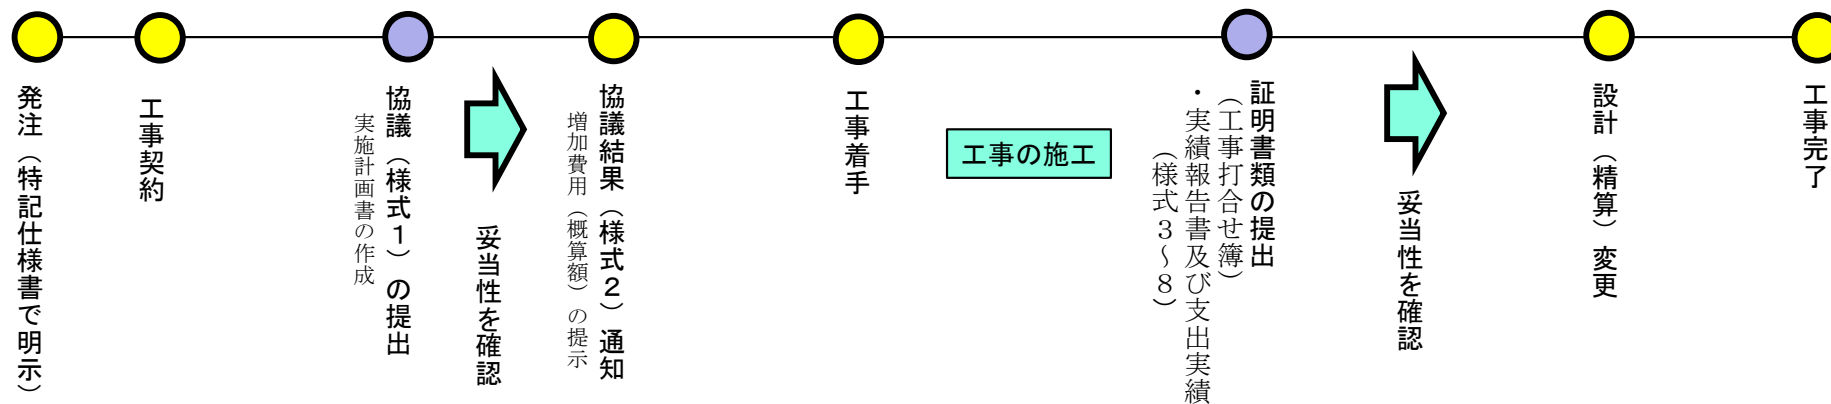 発注（特記仕様書で明示）
工事契約
協議（様式１）の提出
実施計画書の作成
妥当性を確認
協議結果（様式２）通知
増加費用（概算額）の提示
工事着手
工事の施工
証明書類の提出
（工事打合せ簿）
・実績報告書及び支出実績
（様式３～８）
妥当性を確認
設計（精算）変更
工事完了